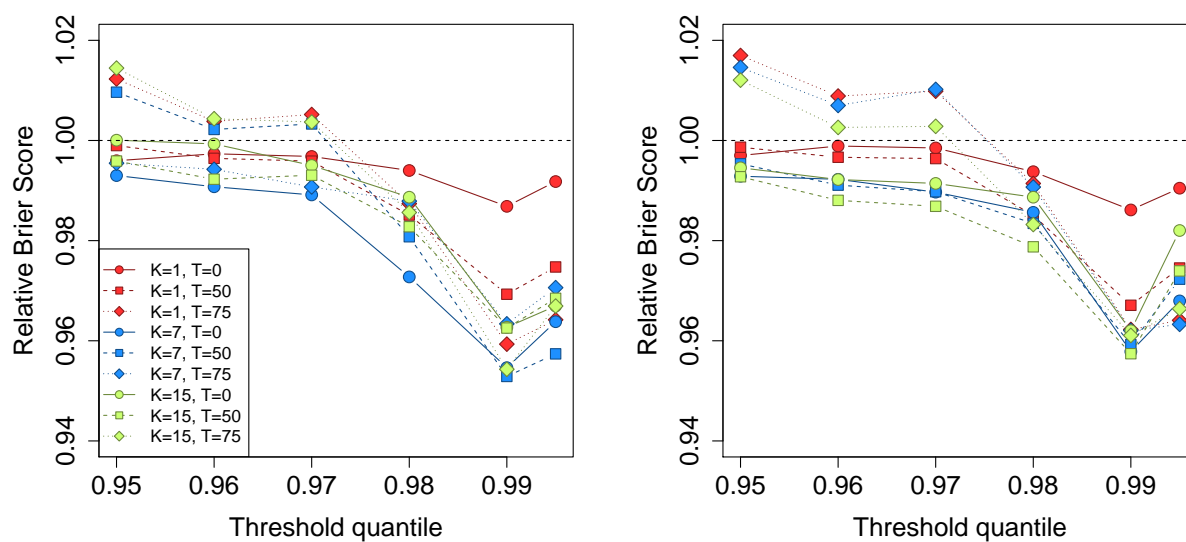 Relative Brier Score
1.02
1.00
0.98
0.96
0.94
K=1, T=0
K=1, T=50
K=1, T=75
K=7, T=0
K=7, T=50
K=7, T=75
K=15, T=0
K=15, T=50
K=15, T=75
0.95
0.96
0.97
0.98
0.99
Threshold quantile
Relative Brier Score
1.02
1.00
0.98
0.96
0.94
0.95
0.96
0.97
0.98
0.99
Threshold quantile